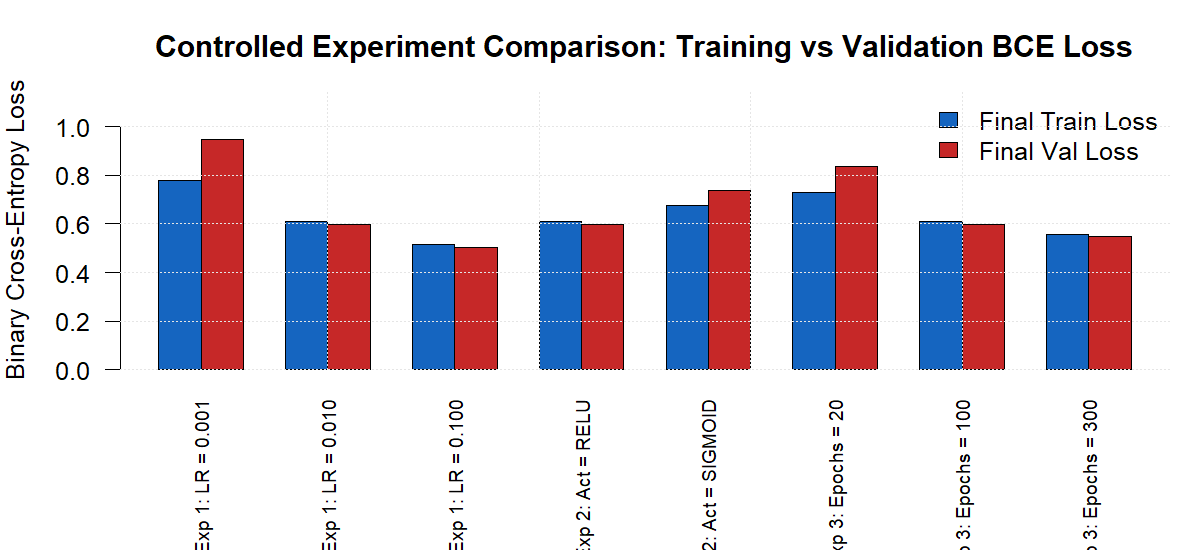 Controlled Experiment Comparison: Training vs Validation BCE Loss
Binary Cross-Entropy Loss
1.0
0.8
0.6
0.4
0.2
0.0
Final Train Loss
Final Val Loss
Exp 1: LR = 0.001
Exp 1: LR = 0.010
Exp 1: LR = 0.100
xp 2: Act = RELU
2: Act = SIGMOID
xp 3: Epochs = 20
3: Epochs = 100
3: Epochs = 300